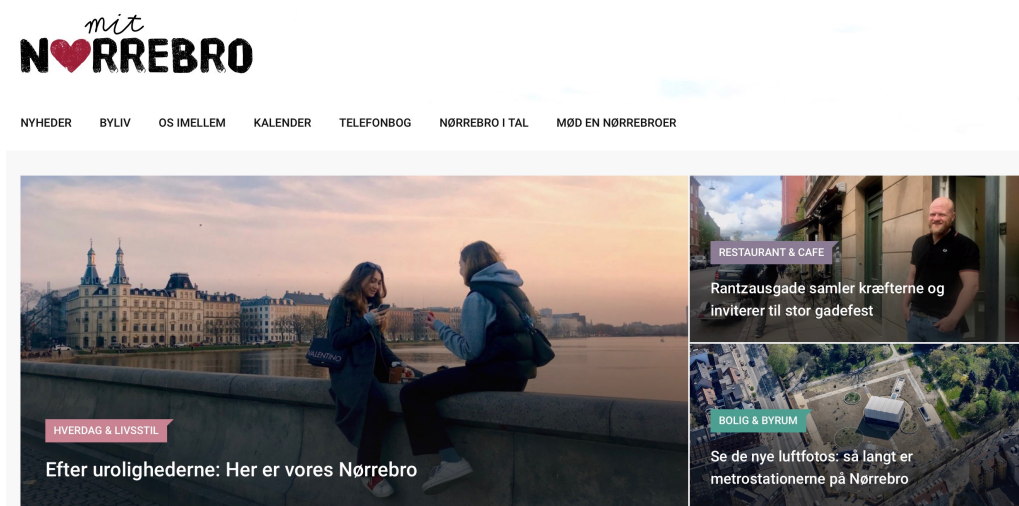 mit
NØRREBRO
NYHEDER BYLIV OS IMELLEM KALENDER TELEFONBOG NØRREBRO I TAL MØD EN NØRREBROER
VALENTINO
HVERDAG & LIVSSTIL
Efter urolighederne: Her er vores Nørrebro
RESTAURANT & CAFE
Rantzausgade samler kræfterne og
inviterer til stor gadefest
BOLIG & BYRUM
Se de nye luftfotos: så langt er
metrostationerne på Nørrebro